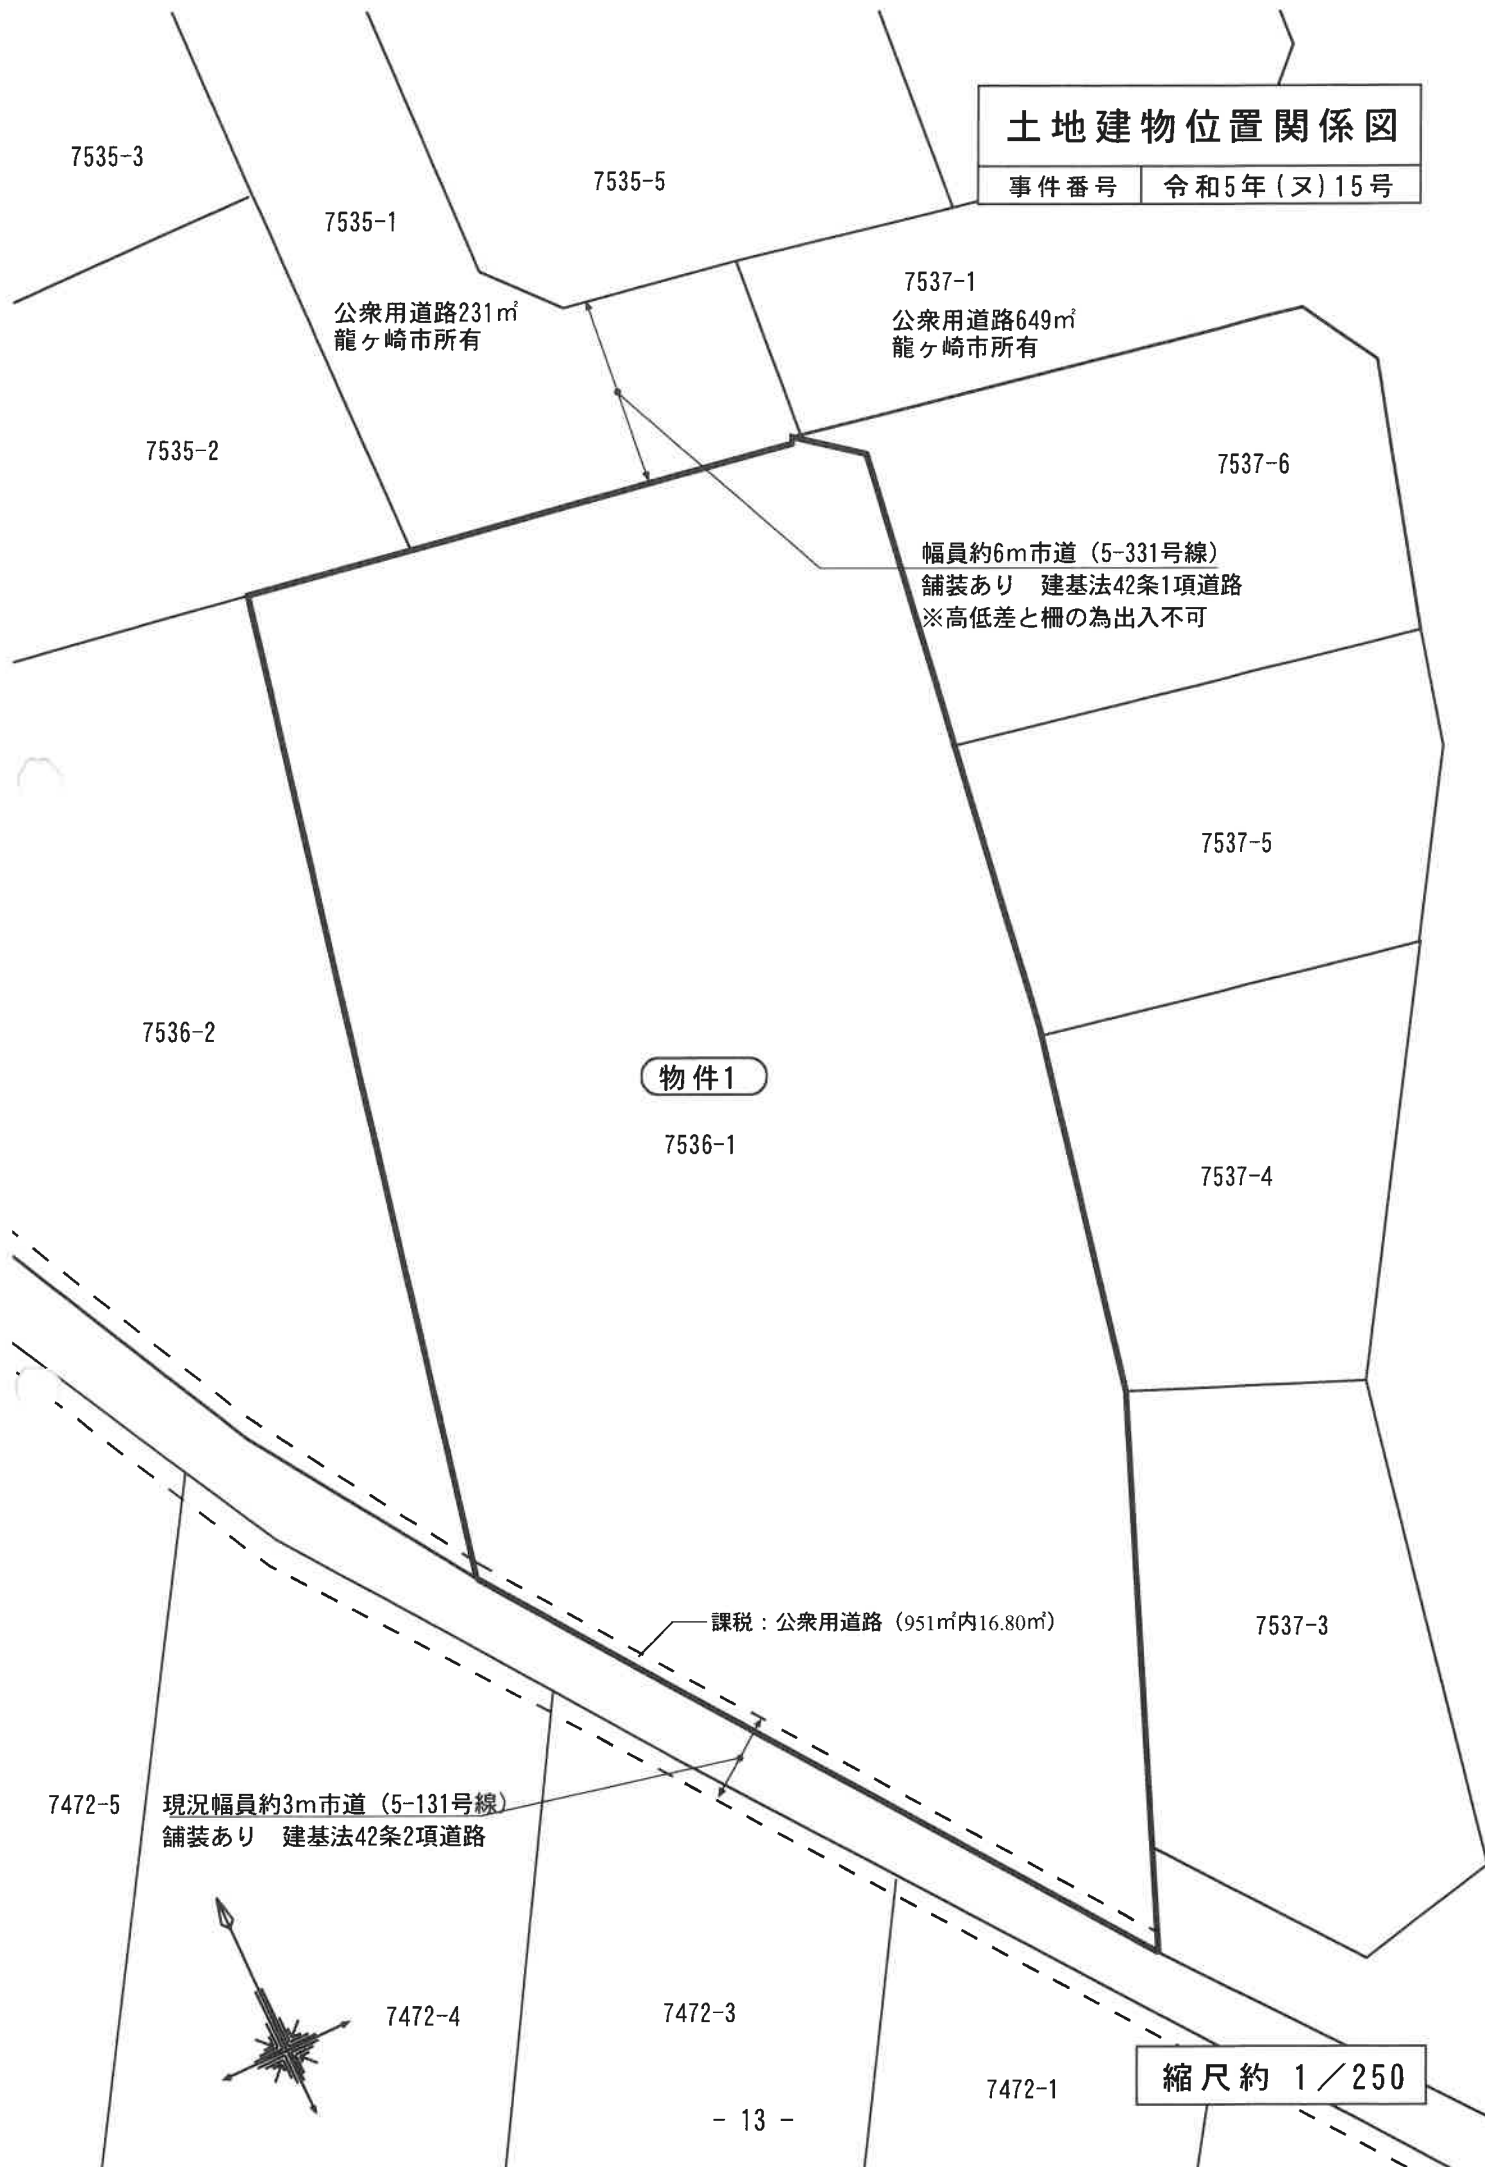 土地建物位置関係図
事件番号 令和5年(ヌ)15号
7535-3
7535-5
7535-1
7537-1
公衆用道路231㎡
龍ヶ崎市所有
公衆用道路649㎡
龍ヶ崎市所有
7535-2
7537-6
幅員約6m市道（5-331号線）
舗装あり　建基法42条1項道路
※高低差と柵の為出入不可
7537-5
7536-2
物件1
7536-1
7537-4
課税：公衆用道路（951㎡内16.80㎡）
7537-3
7472-5
現況幅員約3m市道（5-131号線）
舗装あり　建基法42条2項道路
7472-4
7472-3
7472-1
縮尺約 1／250
- 13 -